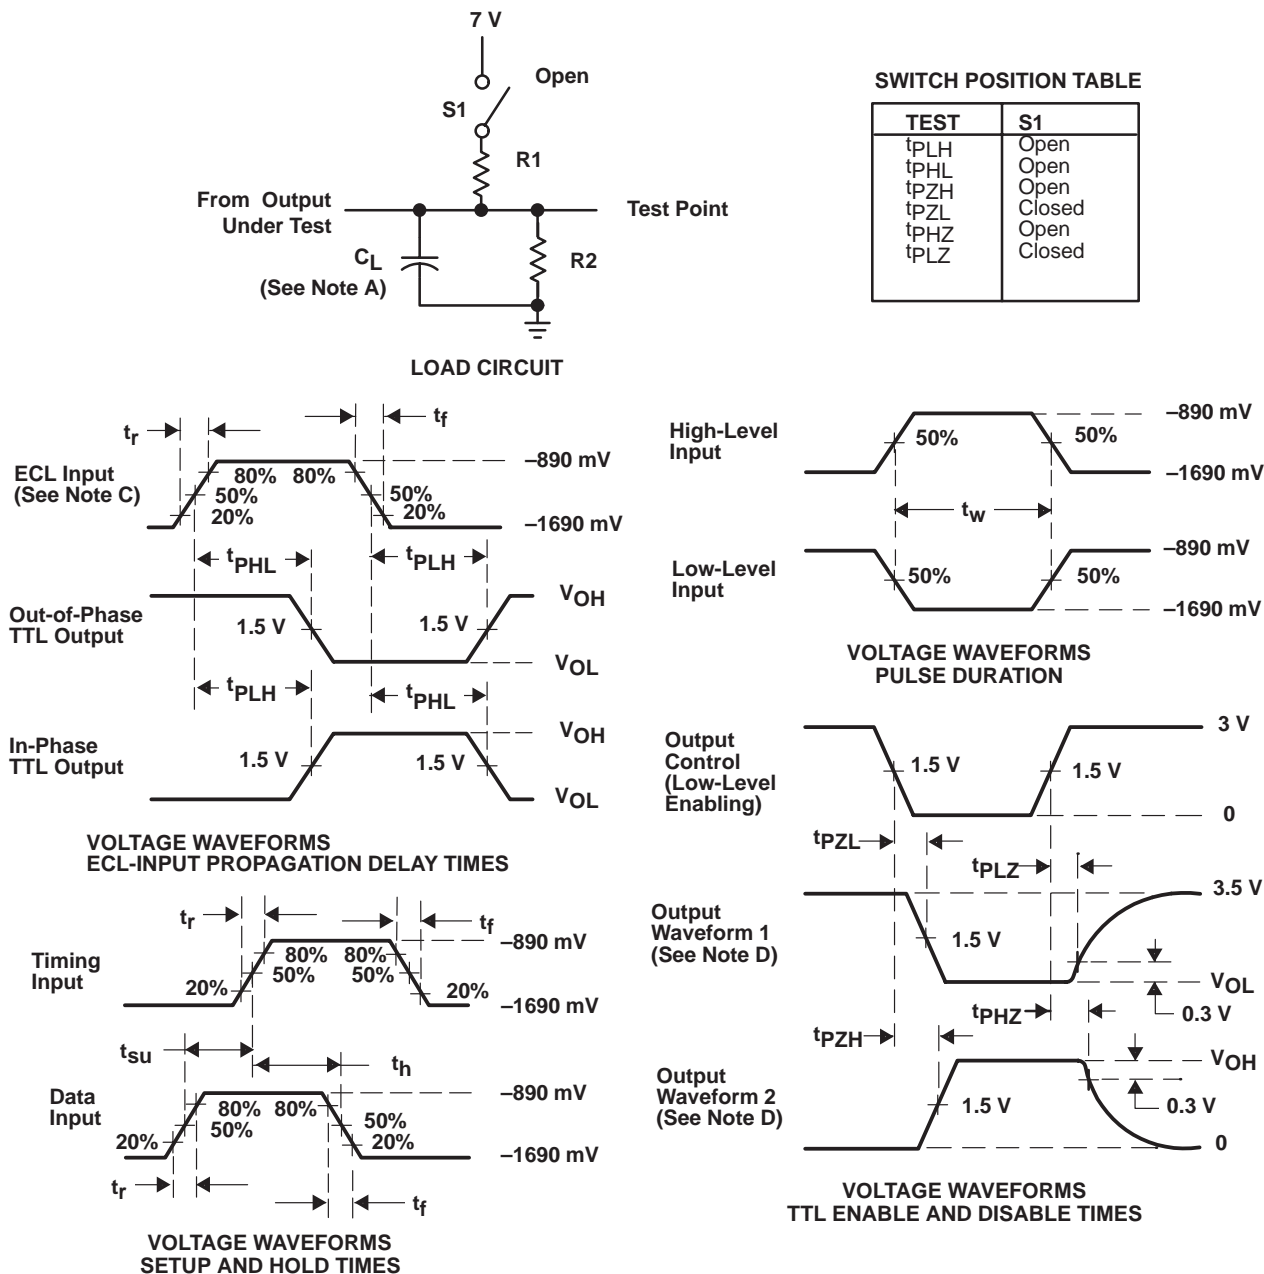 7 V
Open
S1
R1
From Output
Under Test
Test Point
CL
(See Note A)
R2
LOAD CIRCUIT
SWITCH POSITION TABLE
TEST S1
tPLH Open
tPHL Open
tPZH Open
tPZL Closed
tPHZ Open
tPLZ Closed
tr
tf
ECL Input
(See Note C)
80% 80%
50% 50%
20% 20%
–890 mV
–1690 mV
tPHL tPLH
Out-of-Phase
TTL Output
1.5 V 1.5 V
VOH
VOL
tPLH tPHL
In-Phase
TTL Output
1.5 V 1.5 V
VOH
VOL
VOLTAGE WAVEFORMS
ECL-INPUT PROPAGATION DELAY TIMES
tr
tf
Timing
Input
80% 80%
50% 50%
20% 20%
–890 mV
–1690 mV
tsu
th
Data
Input
80% 80%
50% 50%
20% 20%
–890 mV
–1690 mV
tr
tf
VOLTAGE WAVEFORMS
SETUP AND HOLD TIMES
High-Level
Input
50% 50%
–890 mV
–1690 mV
tw
Low-Level
Input
50% 50%
–890 mV
–1690 mV
VOLTAGE WAVEFORMS
PULSE DURATION
Output
Control
(Low-Level
Enabling)
1.5 V 1.5 V
3 V
0
tPZL
tPLZ
Output
Waveform 1
(See Note D)
1.5 V
3.5 V
VOL
0.3 V
tPHZ
tPZH
Output
Waveform 2
(See Note D)
1.5 V
VOH
0.3 V
0
VOLTAGE WAVEFORMS
TTL ENABLE AND DISABLE TIMES